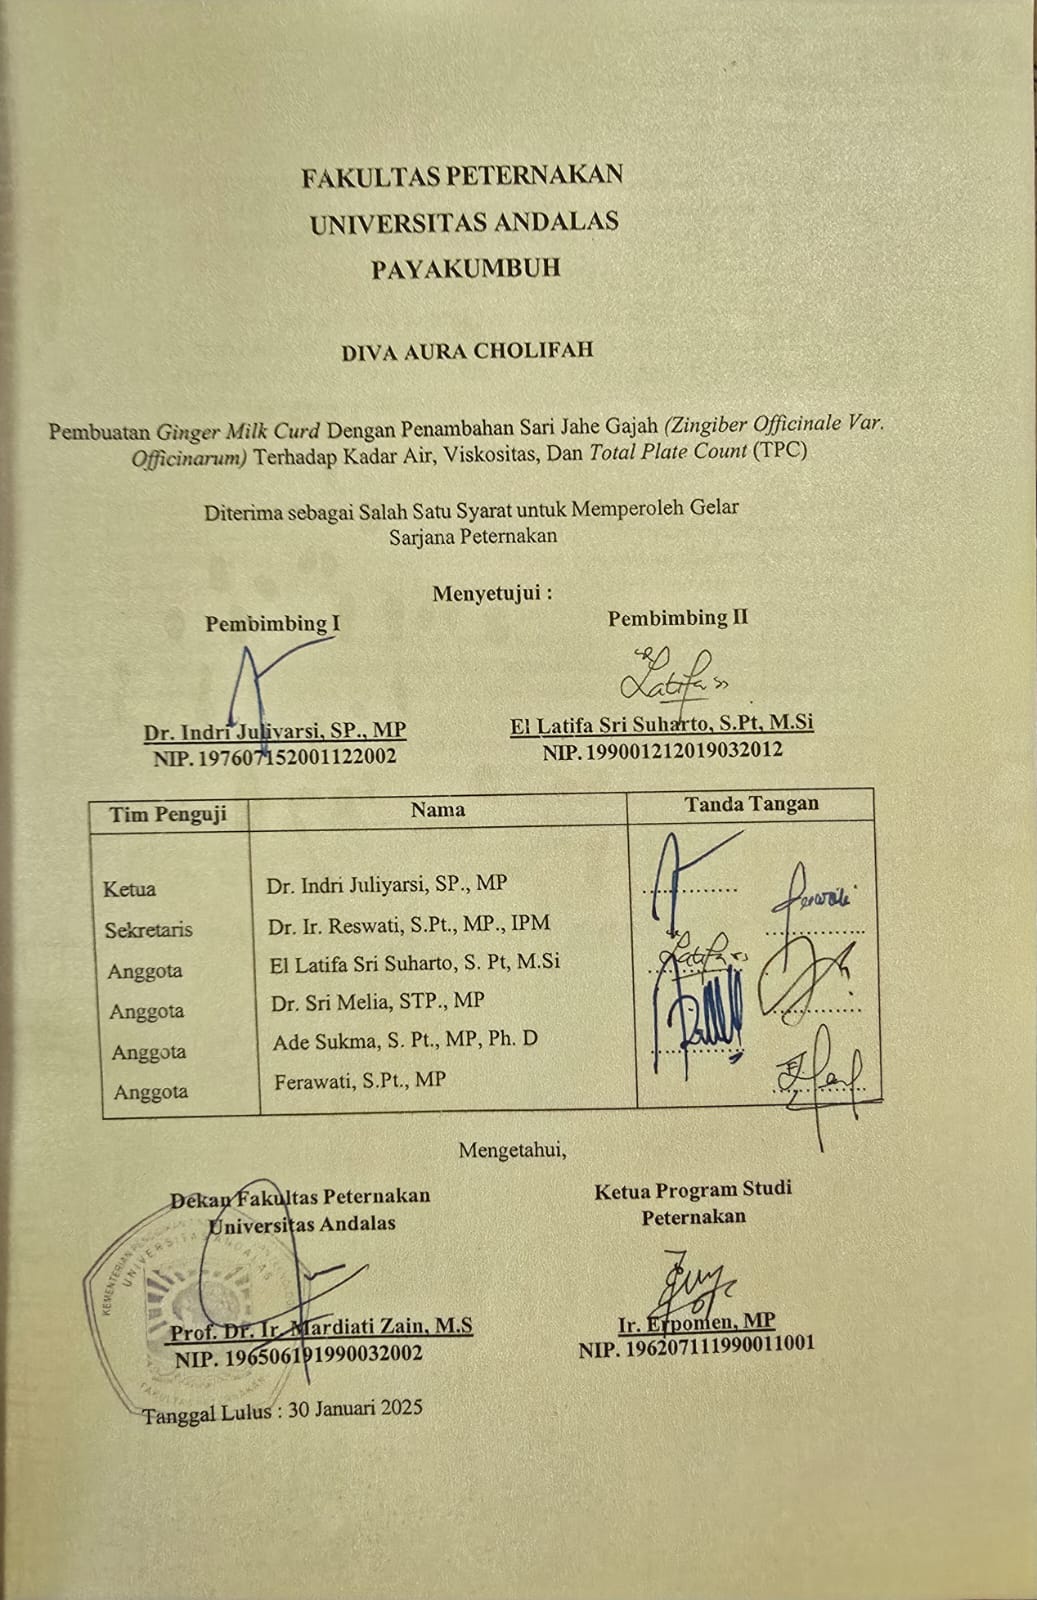 FAKULTAS PETERNAKAN
UNIVERSITAS ANDALAS
PAYAKUMBUH
DIVA AURA CHOLIFAH
Pembuatan Ginger Milk Curd Dengan Penambahan Sari Jahe Gajah (Zingiber Officinale Var.
Officinarum) Terhadap Kadar Air, Viskositas, Dan Total Plate Count (TPC)
Diterima sebagai Salah Satu Syarat untuk Memperoleh Gelar
Sarjana Peternakan
Menyetujui :
Pembimbing I Pembimbing II
Latifa
Dr. Indri Juliyarsi, SP., MP El Latifa Sri Suharto, S.Pt, M.Si
NIP. 197607152001122002 NIP. 199001212019032012
Tim Penguji Nama Tanda Tangan
Ketua Dr. Indri Juliyarsi, SP., MP
Sekretaris Dr. Ir. Reswati, S.Pt., MP., IPM
Anggota El Latifa Sri Suharto, S. Pt, M.Si Latifa
Anggota Dr. Sri Melia, STP., MP
Anggota Ade Sukma, S. Pt., MP, Ph. D
Anggota Ferawati, S.Pt., MP
Mengetahui,
Dekan Fakultas Peternakan Ketua Program Studi
Universitas Andalas Peternakan
UNIVERSITAS ANDALAS
Prof. Dr. Ir. Mardiati Zain, M.S Ir. Erpomen, MP
NIP. 196506191990032002 NIP. 196207111990011001
Tanggal Lulus : 30 Januari 2025